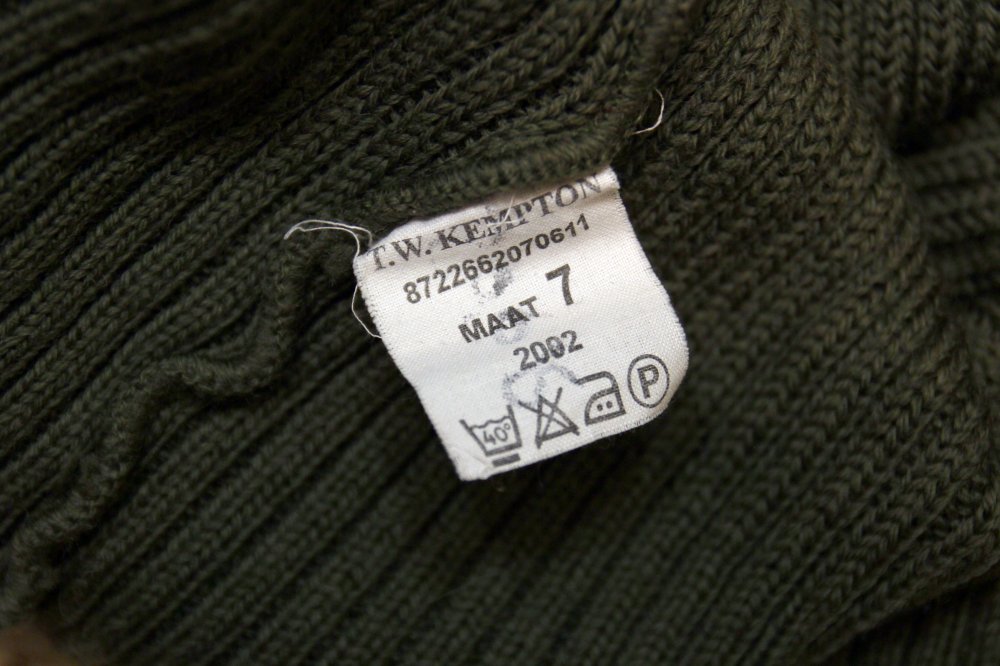 T.W. KEMPTON
8722662070611
MAAT 7
2002
40° P